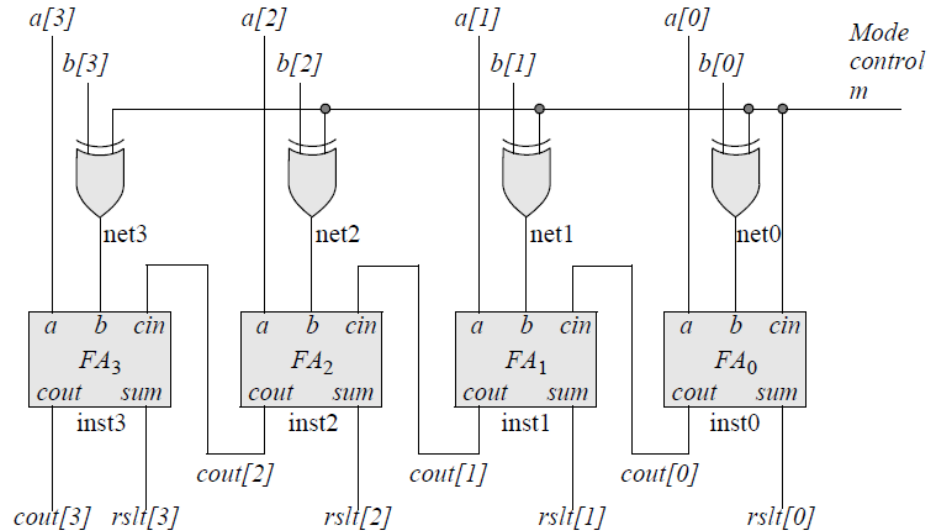 a[3] a[2] a[1] a[0]
Mode
control
m
b[3] b[2] b[1] b[0]
net3 net2 net1 net0
a b cin a b cin a b cin a b cin
FA3 FA2 FA1 FA0
cout sum cout sum cout sum cout sum
inst3 inst2 inst1 inst0
cout[2] cout[1] cout[0]
cout[3] rslt[3] rslt[2] rslt[1] rslt[0]